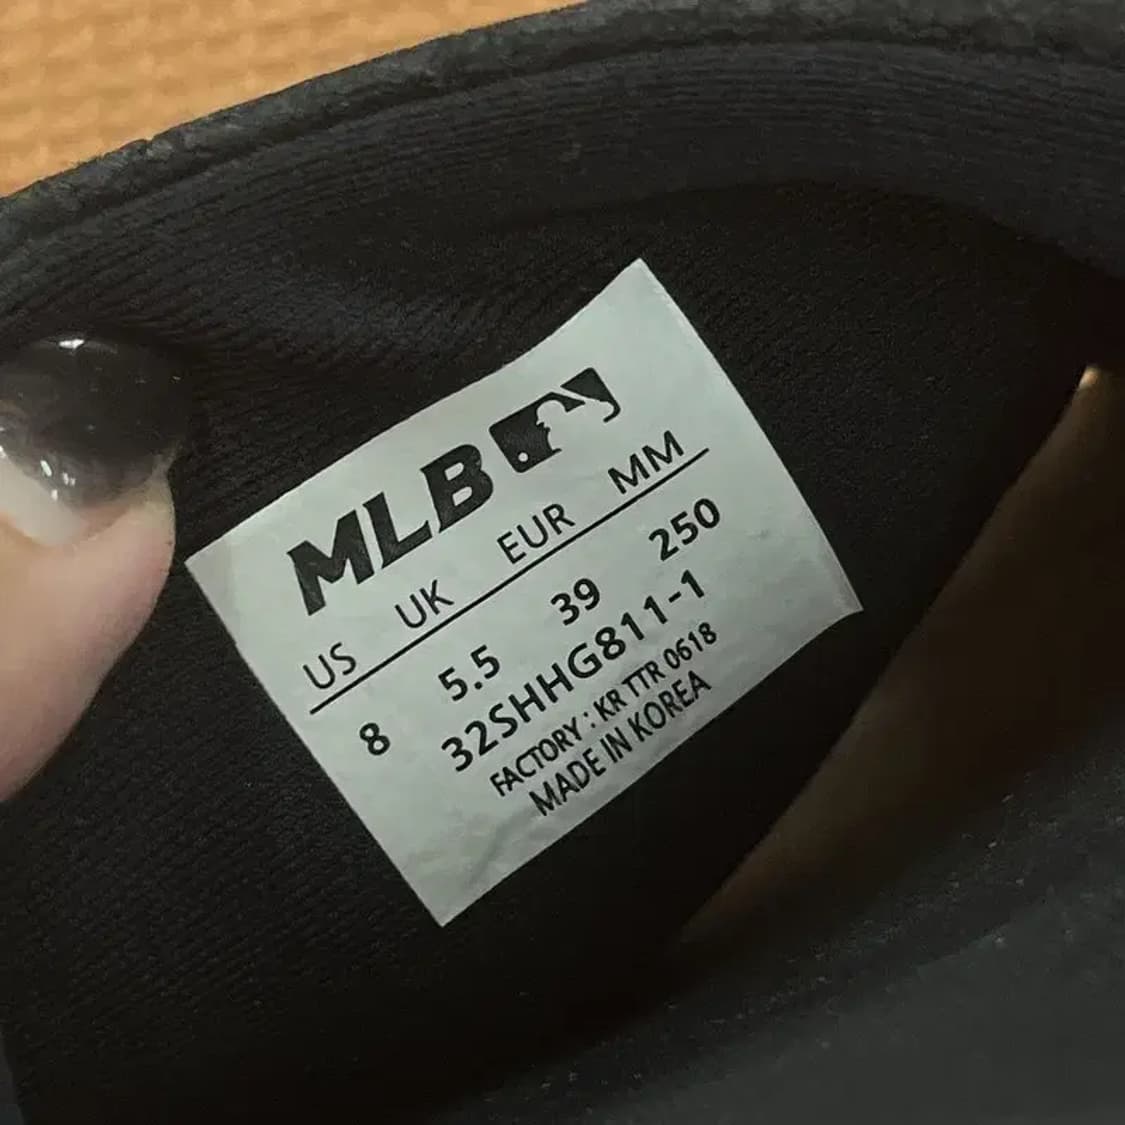 MLB
US UK EUR MM
8 5.5 39 250
32SHHG811-1
FACTORY : KR TTR 0618
MADE IN KOREA